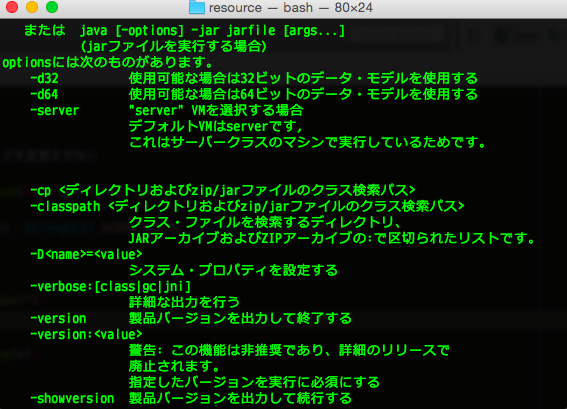 resource — bash — 80×24
または java [-options] -jar jarfile [args...]
(jarファイルを実行する場合)
optionsには次のものがあります。
-d32 使用可能な場合は32ビットのデータ・モデルを使用する
-d64 使用可能な場合は64ビットのデータ・モデルを使用する
-server "server" VMを選択する場合
デフォルトVMはserverです,
これはサーバークラスのマシンで実行しているためです。
-cp <ディレクトリおよびzip/jarファイルのクラス検索パス>
-classpath <ディレクトリおよびzip/jarファイルのクラス検索パス>
クラス・ファイルを検索するディレクトリ、
JARアーカイブおよびZIPアーカイブの:で区切られたリストです。
-D<name>=<value>
システム・プロパティを設定する
-verbose:[class|gc|jni]
詳細な出力を行う
-version 製品バージョンを出力して終了する
-version:<value>
警告: この機能は非推奨であり、詳細のリリースで
廃止されます。
指定したバージョンを実行に必須にする
-showversion 製品バージョンを出力して続行する